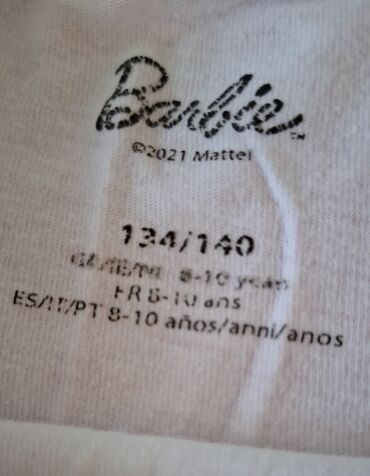 Barbie™
©2021 Mattel
134/140
8-10 years
FR 8-10 ans
ES/IT/PT 8-10 años/anni/anos